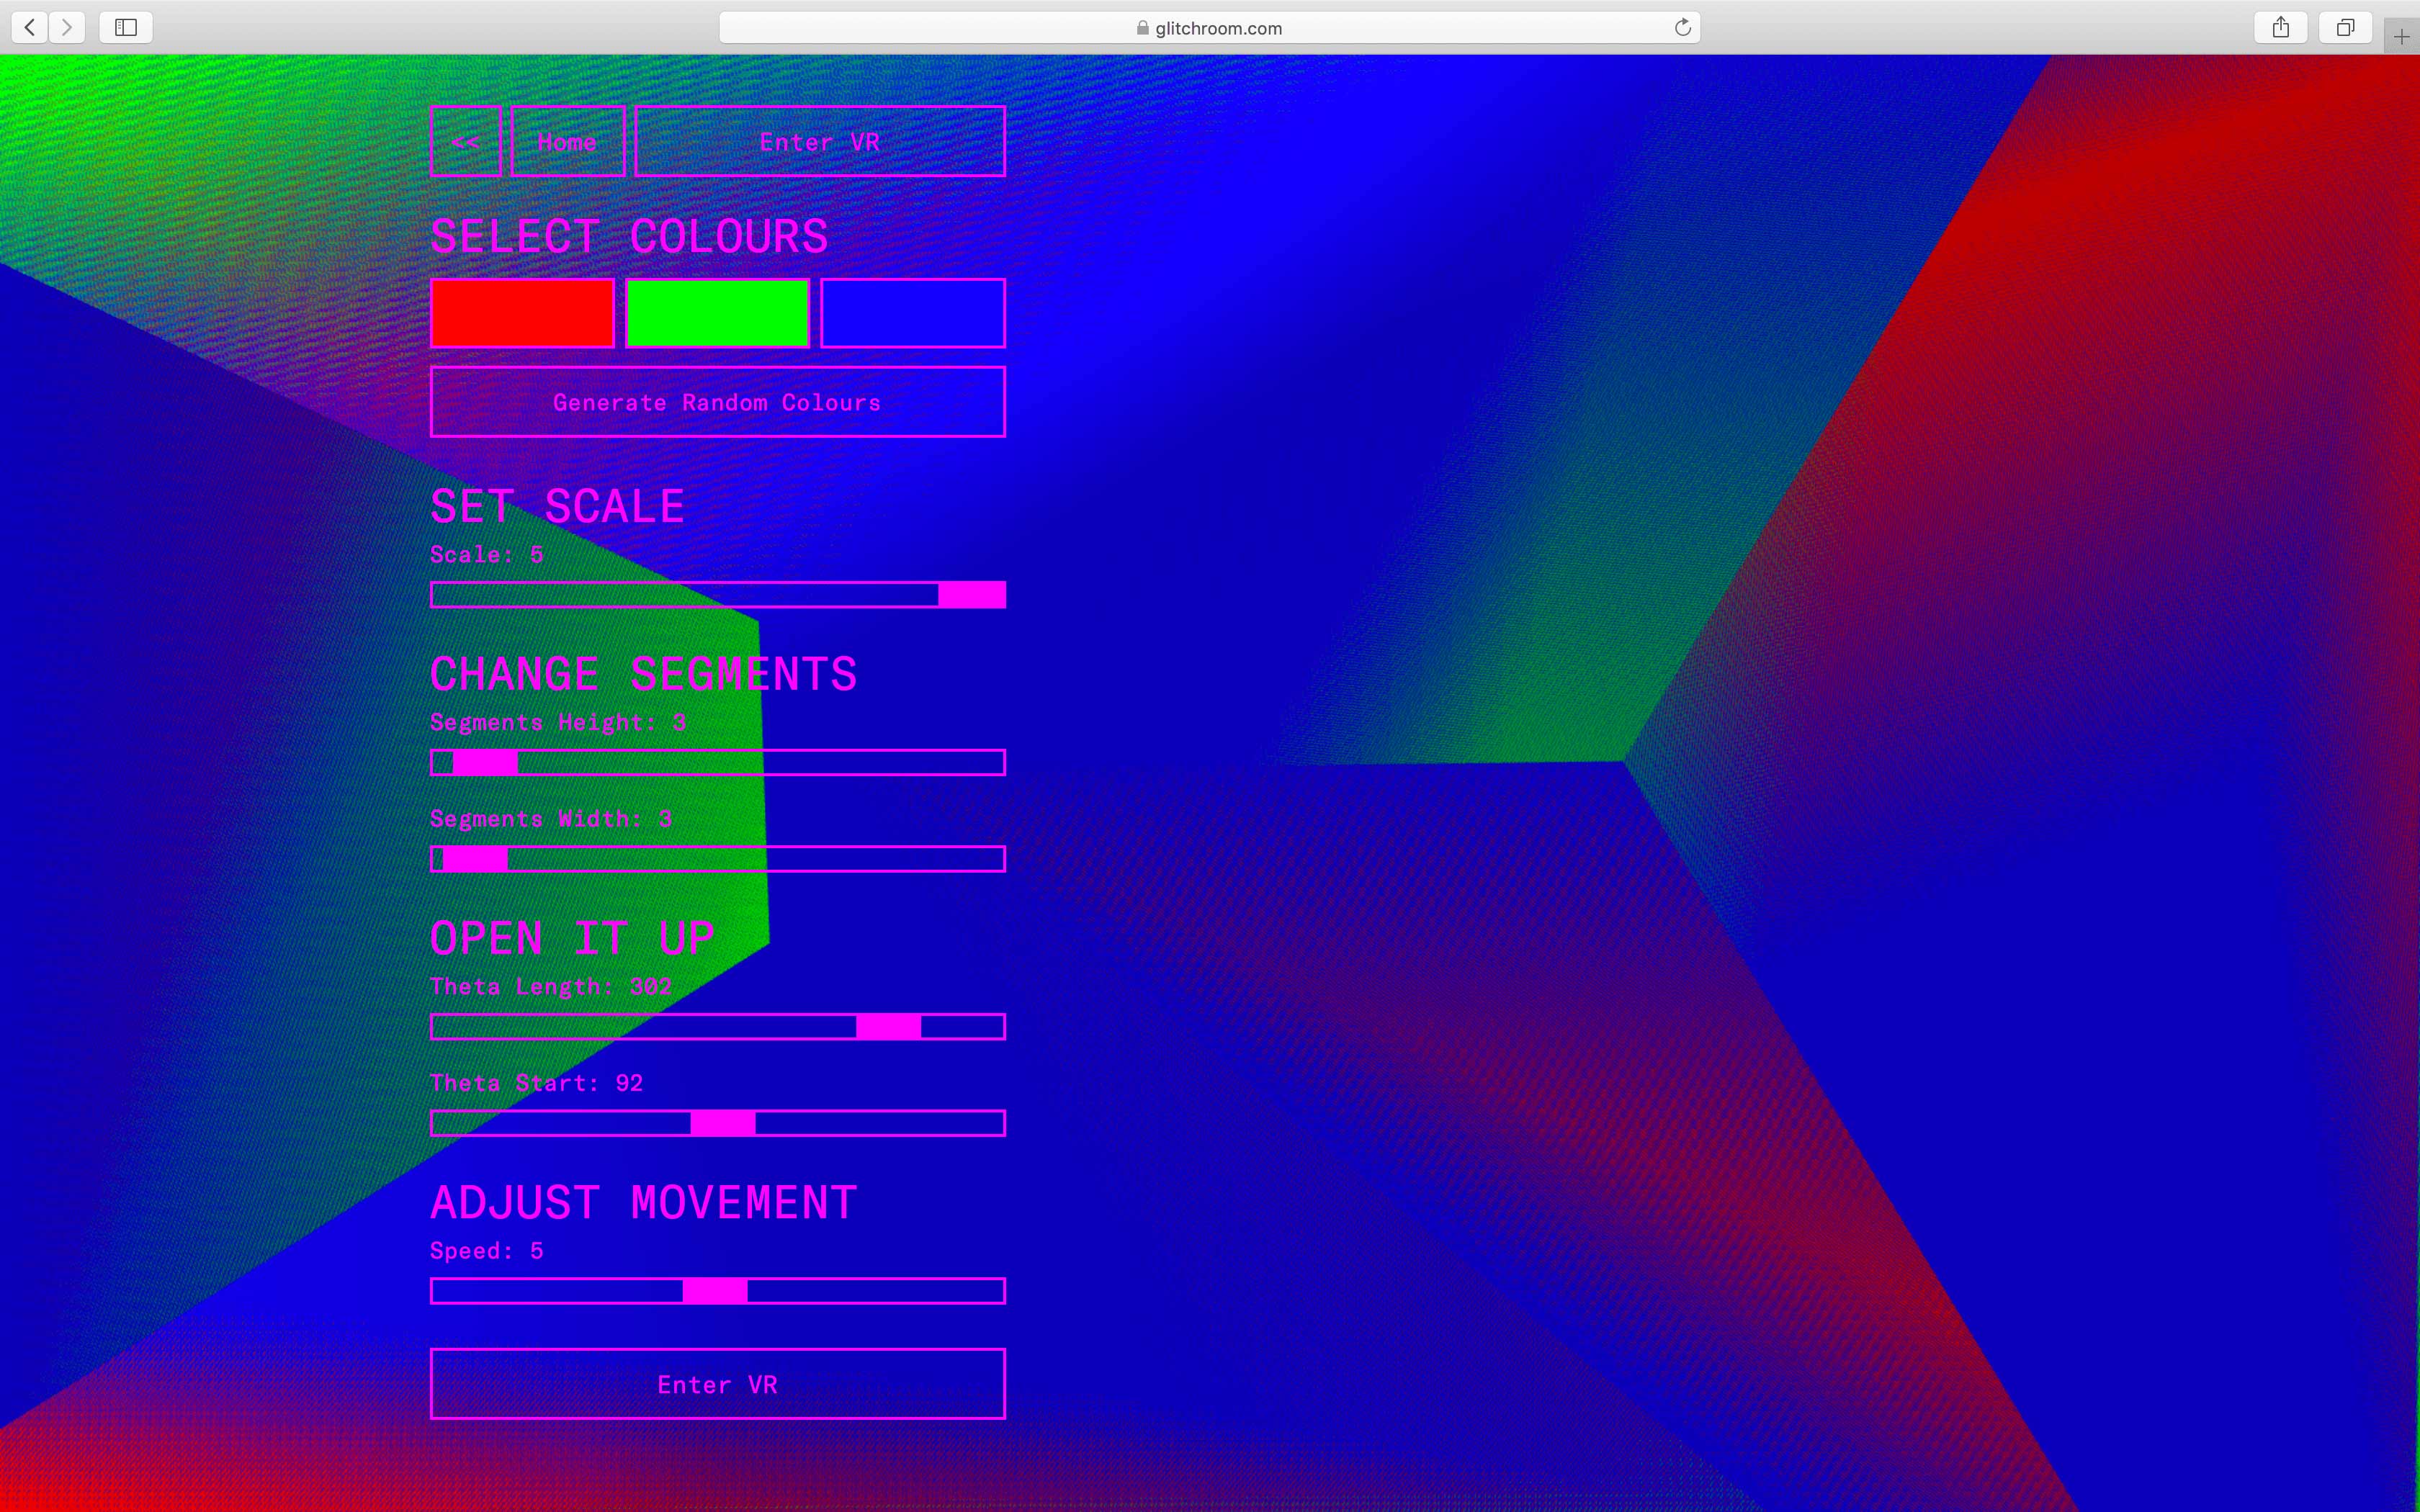 glitchroom.com
<< Home Enter VR
SELECT COLOURS
Generate Random Colours
SET SCALE
Scale: 5
CHANGE SEGMENTS
Segments Height: 3
Segments Width: 3
OPEN IT UP
Theta Length: 302
Theta Start: 92
ADJUST MOVEMENT
Speed: 5
Enter VR